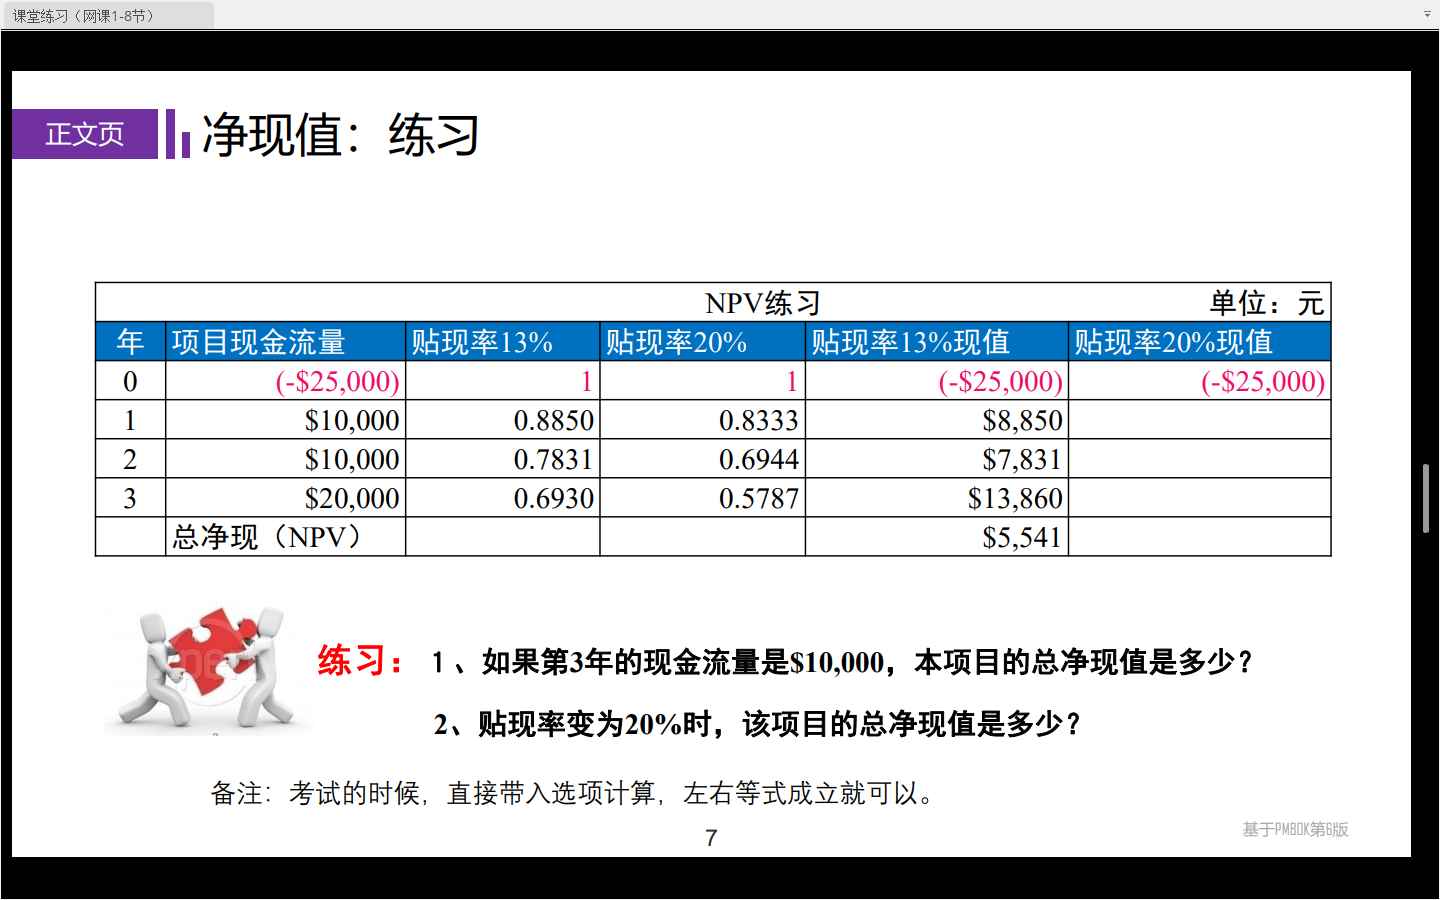 课堂练习（网课1-8节）
正文页
净现值：练习
NPV练习 单位：元
年 项目现金流量 贴现率13% 贴现率20% 贴现率13%现值 贴现率20%现值
0 (-$25,000) 1 1 (-$25,000) (-$25,000)
1 $10,000 0.8850 0.8333 $8,850
2 $10,000 0.7831 0.6944 $7,831
3 $20,000 0.6930 0.5787 $13,860
总净现（NPV） $5,541
练习：1、如果第3年的现金流量是$10,000，本项目的总净现值是多少？
2、贴现率变为20%时，该项目的总净现值是多少？
备注：考试的时候，直接带入选项计算，左右等式成立就可以。
7
基于PMBOK第6版